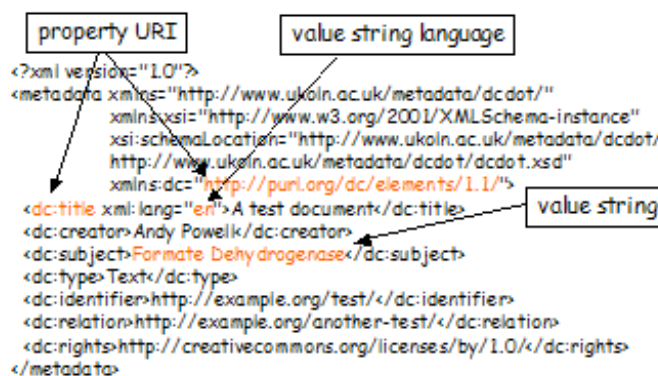 property URI
value string language
<?xml version="1.0"?>
<metadata xmlns="http://www.ukoln.ac.uk/metadata/dcdot/"
xmlns:xsi="http://www.w3.org/2001/XMLSchema-instance"
xsi:schemaLocation="http://www.ukoln.ac.uk/metadata/dcdot/
http://www.ukoln.ac.uk/metadata/dcdot/dcdot.xsd"
xmlns:dc="http://purl.org/dc/elements/1.1/">
<dc:title xml:lang="en">A test document</dc:title>
value string
<dc:creator>Andy Powell</dc:creator>
<dc:subject>Formate Dehydrogenase</dc:subject>
<dc:type>Text</dc:type>
<dc:identifier>http://example.org/test/</dc:identifier>
<dc:relation>http://example.org/another-test/</dc:relation>
<dc:rights>http://creativecommons.org/licenses/by/1.0/</dc:rights>
</metadata>